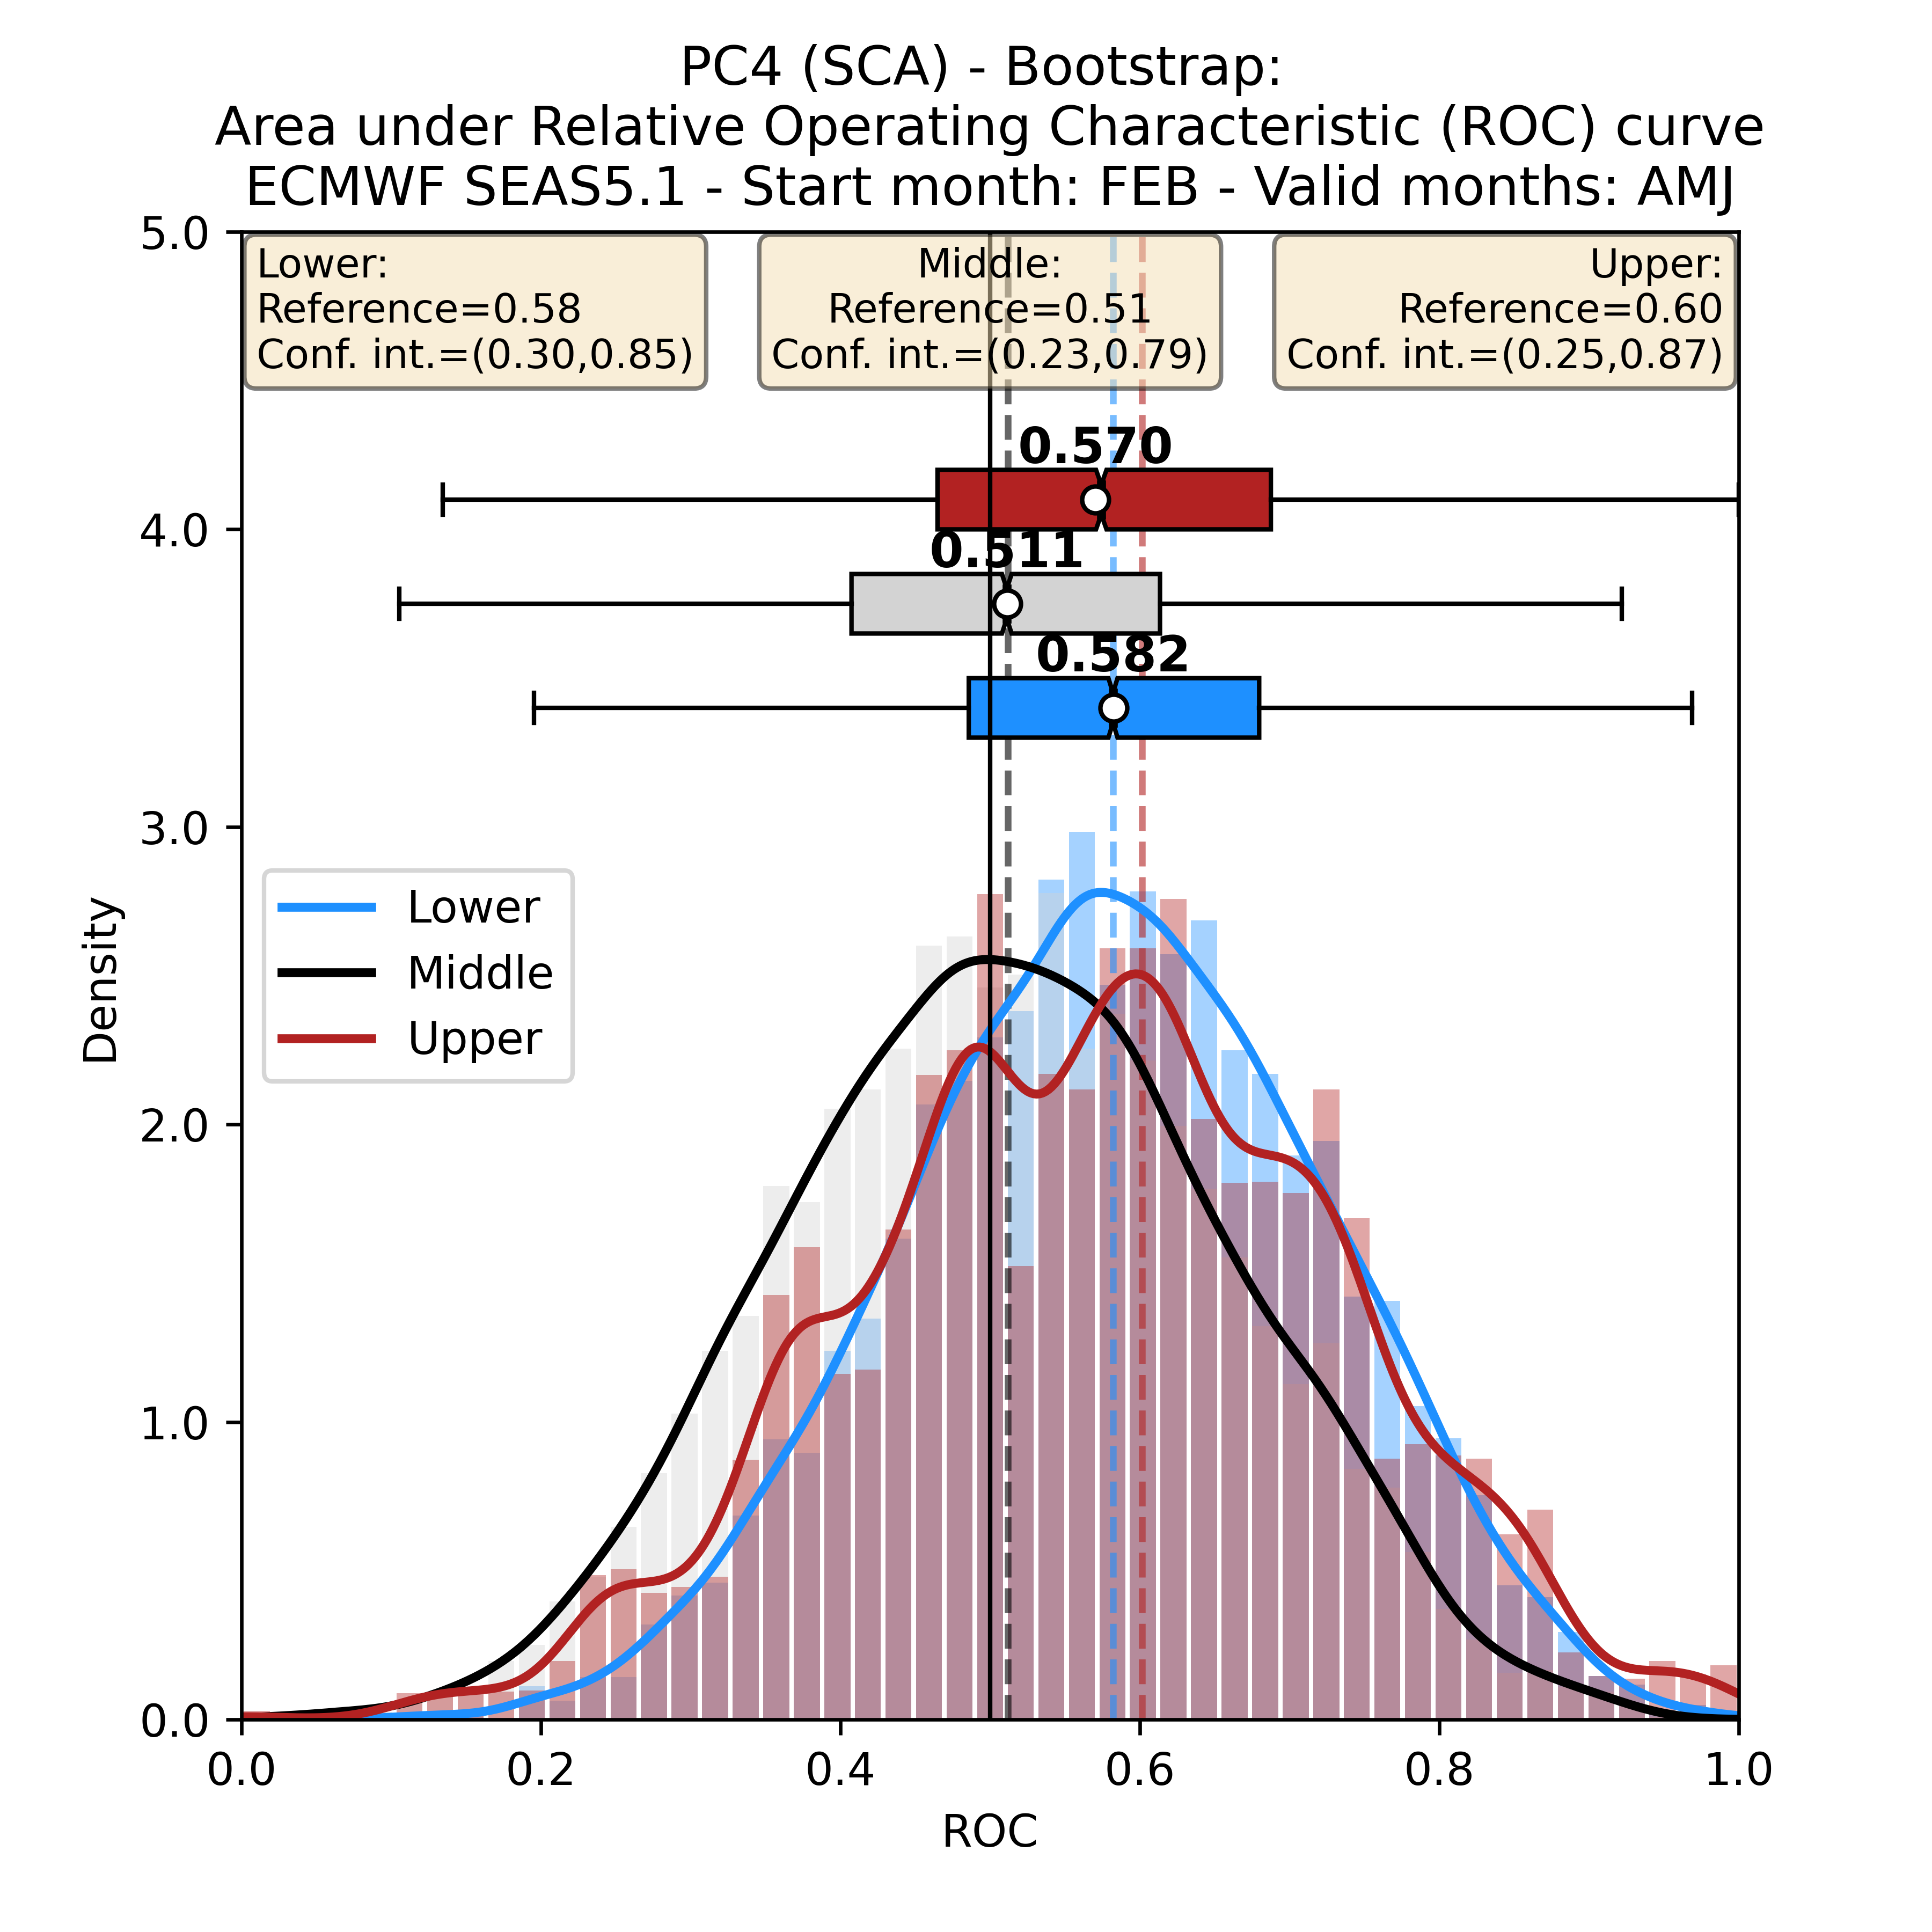 PC4 (SCA) - Bootstrap:
Area under Relative Operating Characteristic (ROC) curve
ECMWF SEAS5.1 - Start month: FEB - Valid months: AMJ
Lower:
Reference=0.58
Conf. int.=(0.30,0.85)
Middle:
Reference=0.51
Conf. int.=(0.23,0.79)
Upper:
Reference=0.60
Conf. int.=(0.25,0.87)
0.570
0.511
0.582
Lower
Middle
Upper
Density
5.0
4.0
3.0
2.0
1.0
0.0
0.0 0.2 0.4 0.6 0.8 1.0
ROC